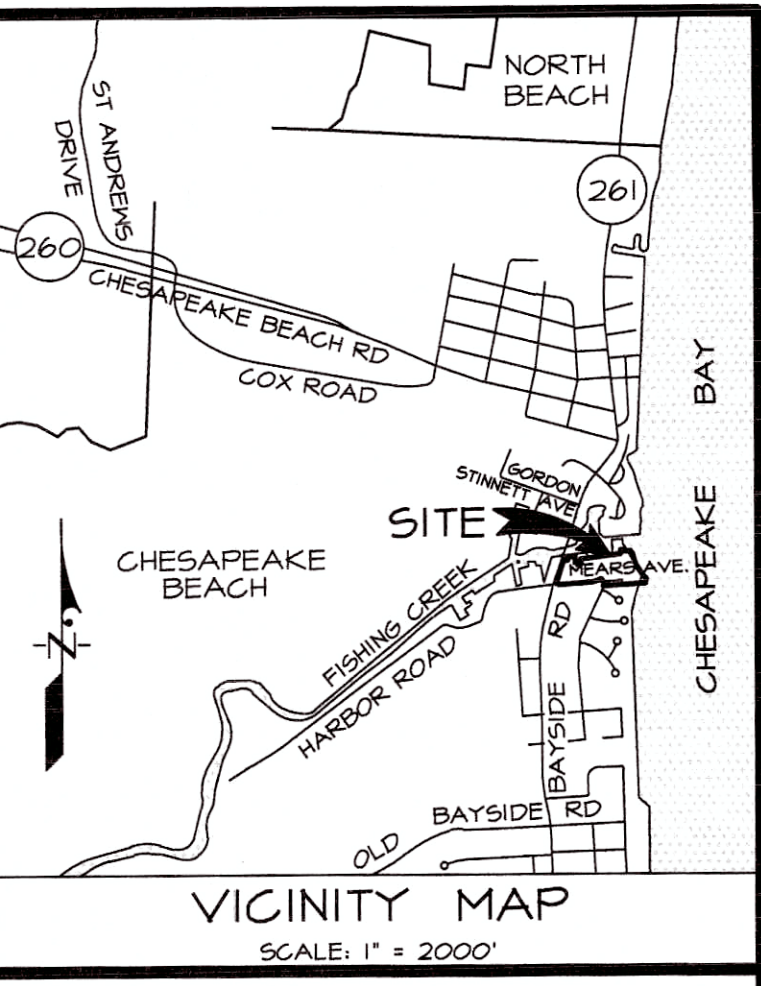 NORTH
BEACH
ST ANDREWS
DRIVE
261
260
CHESAPEAKE BEACH RD
COX ROAD
CHESAPEAKE BAY
GORDON
STINNETT AVE
SITE
MEARS AVE.
CHESAPEAKE
BEACH
FISHING CREEK
HARBOR ROAD
N
BAYSIDE RD
OLD BAYSIDE RD
VICINITY MAP
SCALE: 1" = 2000'